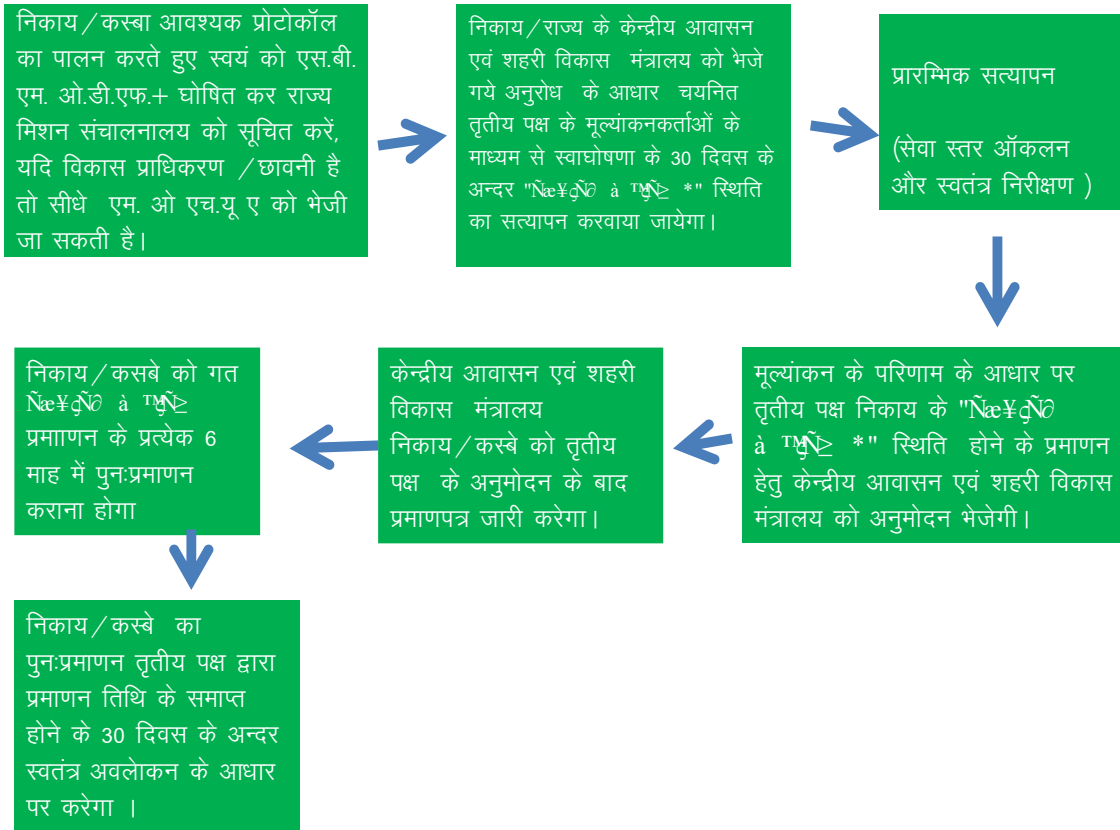 निकाय/कस्बा आवश्यक प्रोटोकॉल
का पालन करते हुए स्वयं को एस.बी.
एम. ओ.डी.एफ.+ घोषित कर राज्य
मिशन संचालनालय को सूचित करें,
यदि विकास प्राधिकरण /छावनी है
तो सीधे एम. ओ एच.यू ए को भेजी
जा सकती है।
निकाय/राज्य के केन्द्रीय आवासन
एवं शहरी विकास मंत्रालय को भेजे
गये अनुरोध के आधार चयनित
तृतीय पक्ष के मूल्यांकनकर्ताओं के
माध्यम से स्वाघोषणा के 30 दिवस के
अन्दर स्थिति
का सत्यापन करवाया जायेगा।
प्रारम्भिक सत्यापन
(सेवा स्तर ऑकलन
और स्वतंत्र निरीक्षण )
मूल्यांकन के परिणाम के आधार पर
तृतीय पक्ष निकाय के
स्थिति होने के प्रमाणन
हेतु केन्द्रीय आवासन एवं शहरी विकास
मंत्रालय को अनुमोदन भेजेगी।
केन्द्रीय आवासन एवं शहरी
विकास मंत्रालय
निकाय/कस्बे को तृतीय
पक्ष के अनुमोदन के बाद
प्रमाणपत्र जारी करेगा।
निकाय/कसबे को गत
प्रमााणन के प्रत्येक 6
माह में पुन:प्रमाणन
कराना होगा
निकाय/कस्बे का
पुन:प्रमाणन तृतीय पक्ष द्वारा
प्रमाणन तिथि के समाप्त
होने के 30 दिवस के अन्दर
स्वतंत्र अवलोकन के आधार
पर करेगा ।